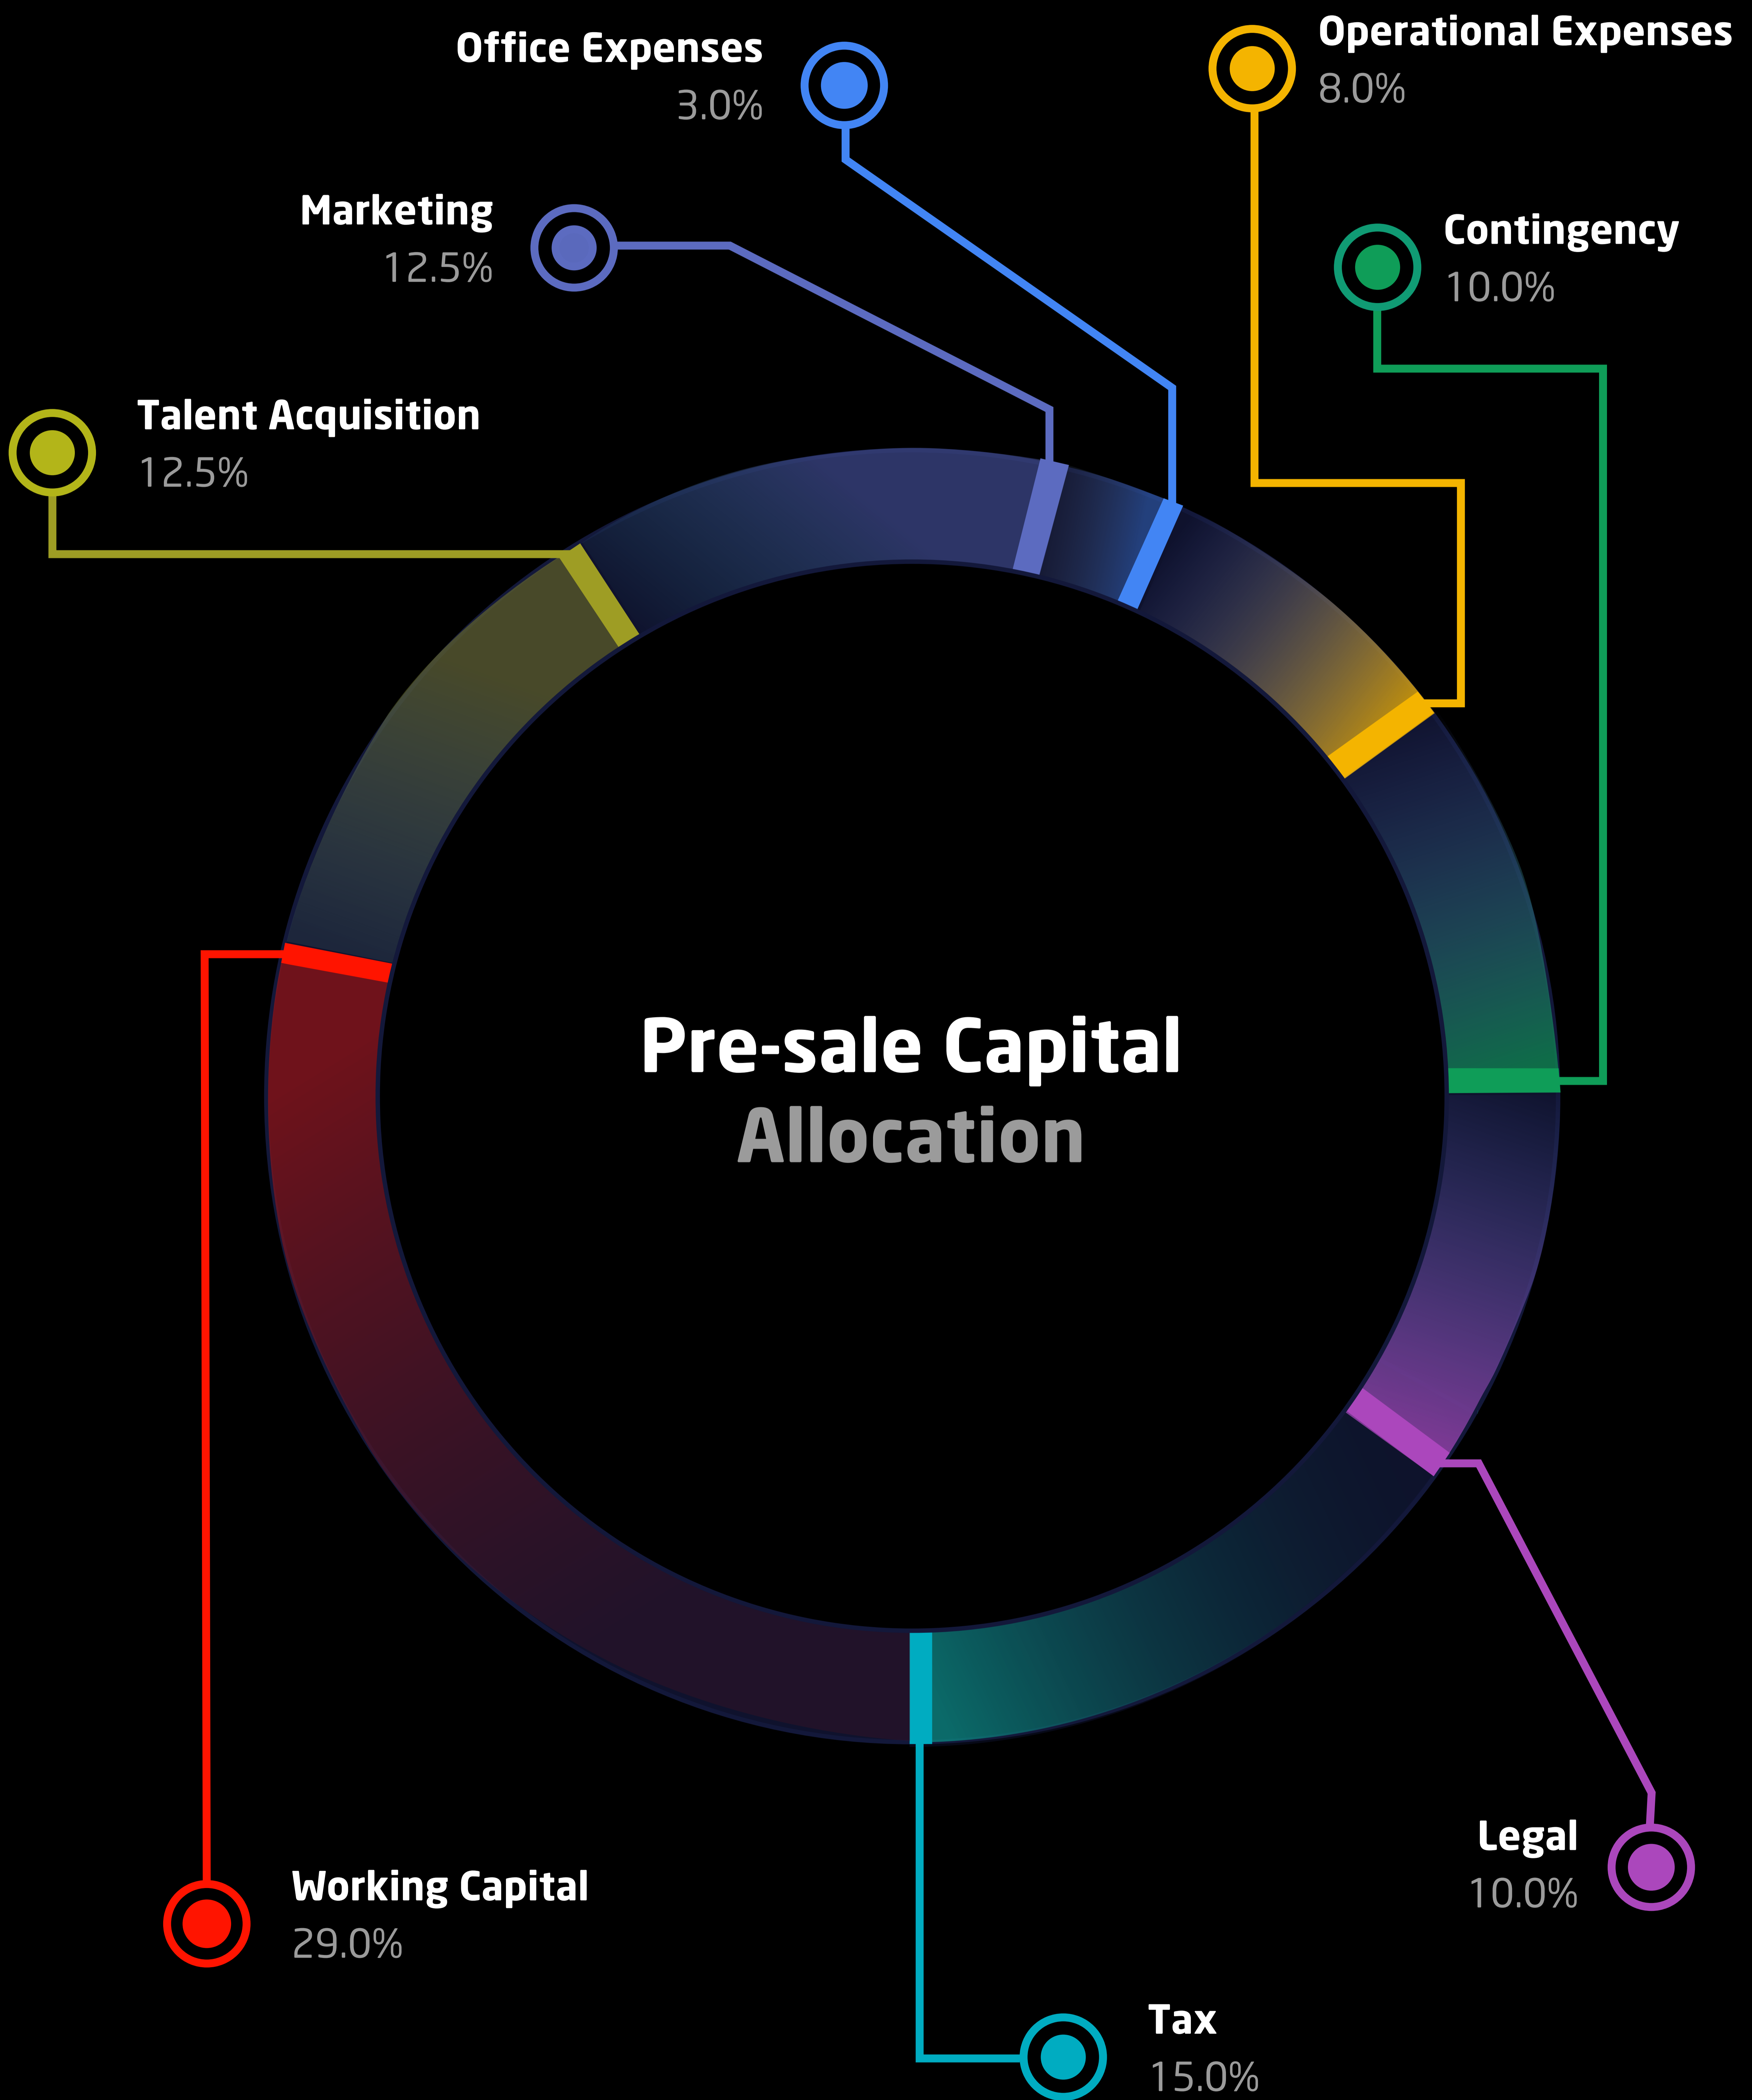 Office Expenses
3.0%
Operational Expenses
8.0%
Marketing
12.5%
Contingency
10.0%
Talent Acquisition
12.5%
Pre-sale Capital
Allocation
Legal
10.0%
Working Capital
29.0%
Tax
15.0%